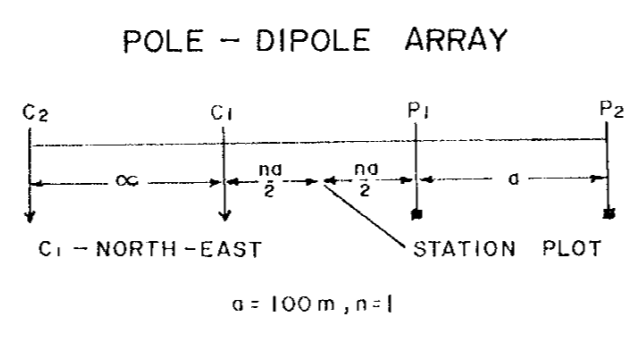 POLE – DIPOLE ARRAY
C2 C1 P1 P2
∞ na/2 na/2 a
C1 – NORTH – EAST STATION PLOT
a = 100 m , n = 1